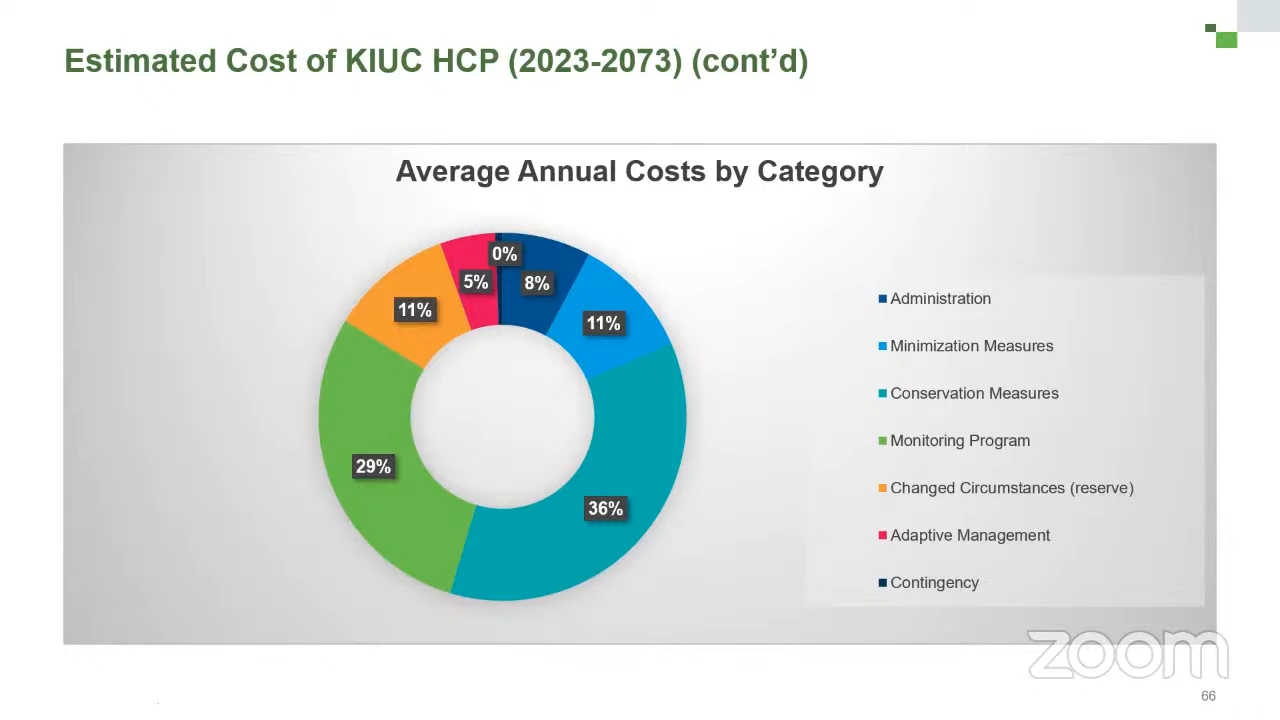 Estimated Cost of KIUC HCP (2023-2073) (cont’d)
Average Annual Costs by Category
0%
5%
8%
11%
11%
29%
36%
Administration
Minimization Measures
Conservation Measures
Monitoring Program
Changed Circumstances (reserve)
Adaptive Management
Contingency
zoom
66